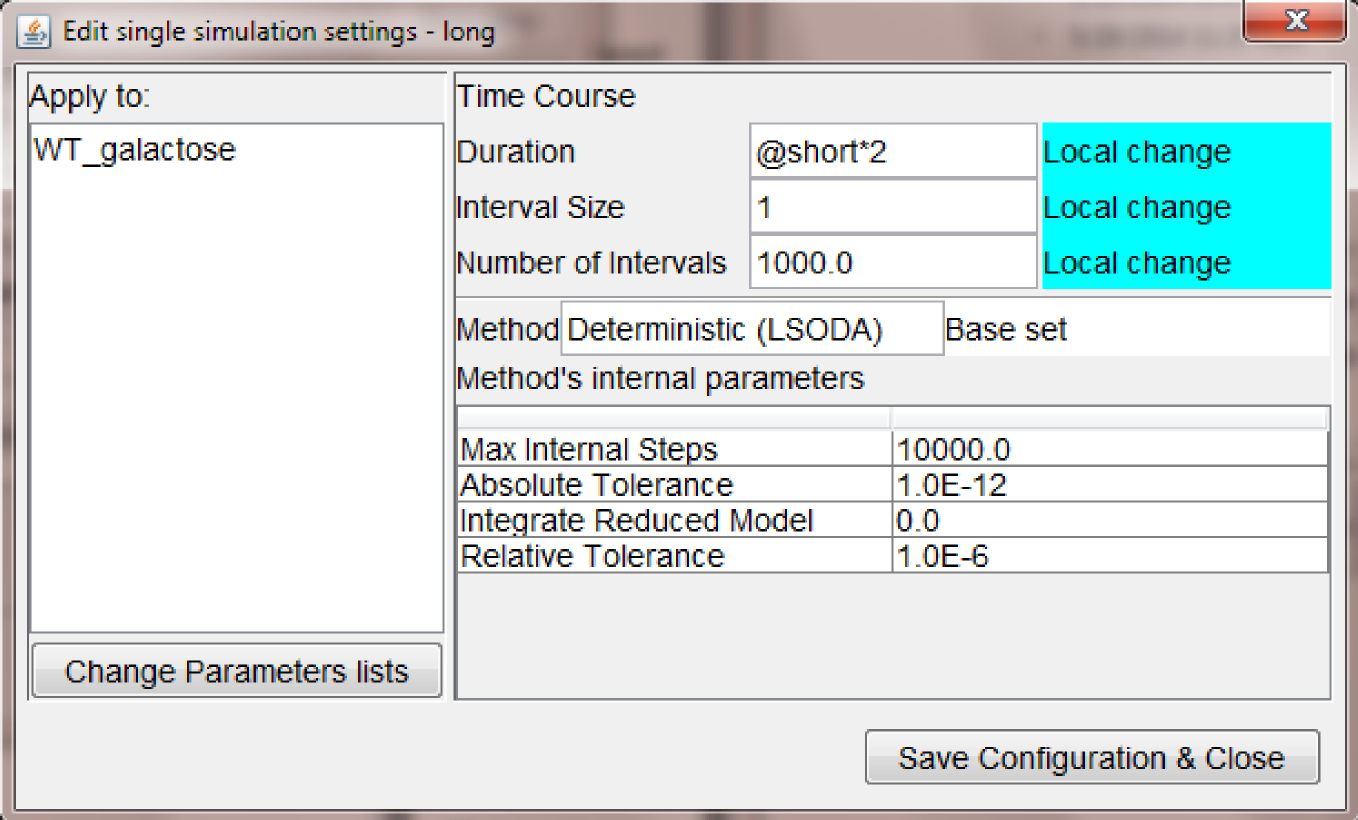 Edit single simulation settings - long
Apply to:
WT_galactose
Change Parameters lists
Time Course
Duration @short*2 Local change
Interval Size 1 Local change
Number of Intervals 1000.0 Local change
Method Deterministic (LSODA) Base set
Method's internal parameters
Max Internal Steps 10000.0
Absolute Tolerance 1.0E-12
Integrate Reduced Model 0.0
Relative Tolerance 1.0E-6
Save Configuration & Close